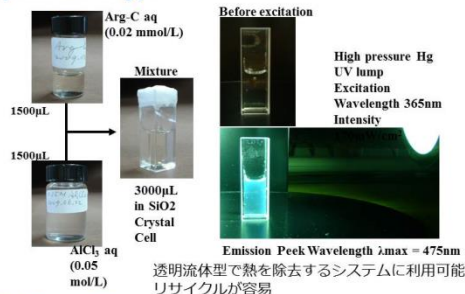 Arg-C aq
(0.02 mmol/L)
Mixture
1500μL
1500μL
3000μL
in SiO2
Crystal
Cell
AlCl₃ aq
(0.05
mol/L)
Before excitation
High pressure Hg
UV lump
Excitation
Wavelength 365nm
Intensity
Emission Peek Wavelength λmax = 475nm
透明流体型で熱を除去するシステムに利用可能
リサイクルが容易